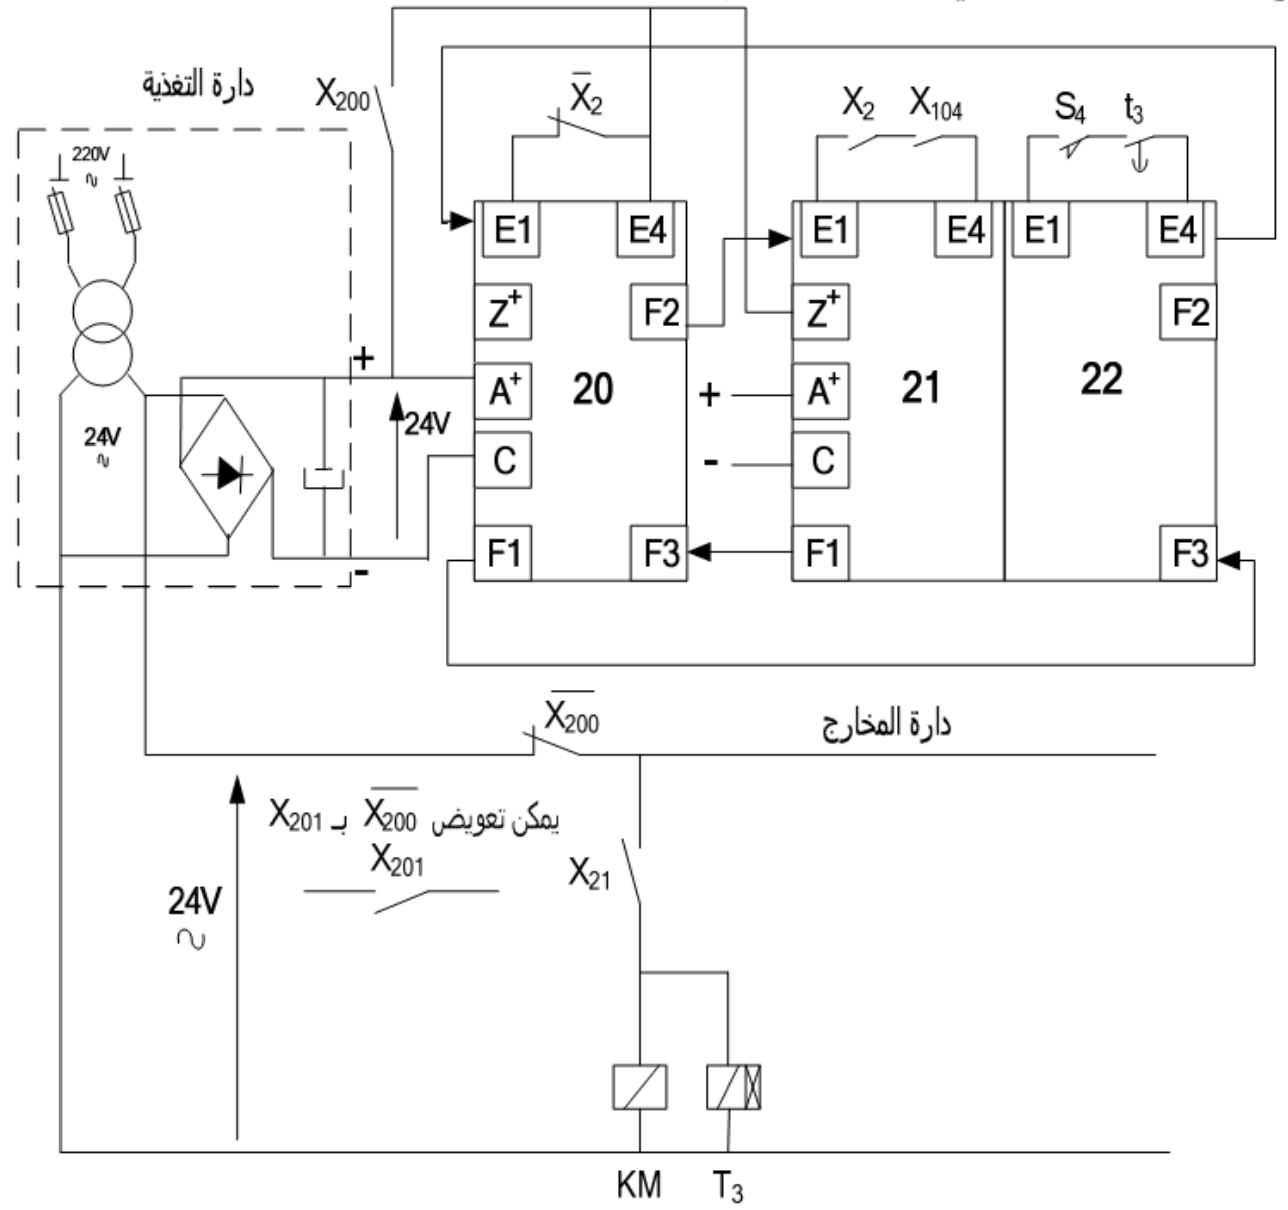 دارة التغذية
220V
~
24V
~
+
-
24V
X200
X̅2
E1
E4
Z+
F2
A+
20
C
F1
F3
X2
X104
E1
E4
Z+
+
A+
21
-
C
F1
S4
t3
E1
E4
F2
22
F3
X̅200
دارة المخارج
يمكن تعويض X̅200 بـ X201
X201
X21
24V
~
KM
T3